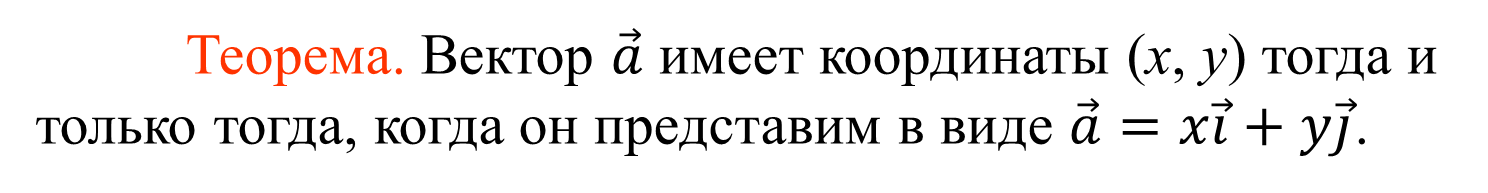 Теорема. Вектор a⃗ имеет координаты (x, y) тогда и
только тогда, когда он представим в виде a⃗ = xi⃗ + yj⃗.